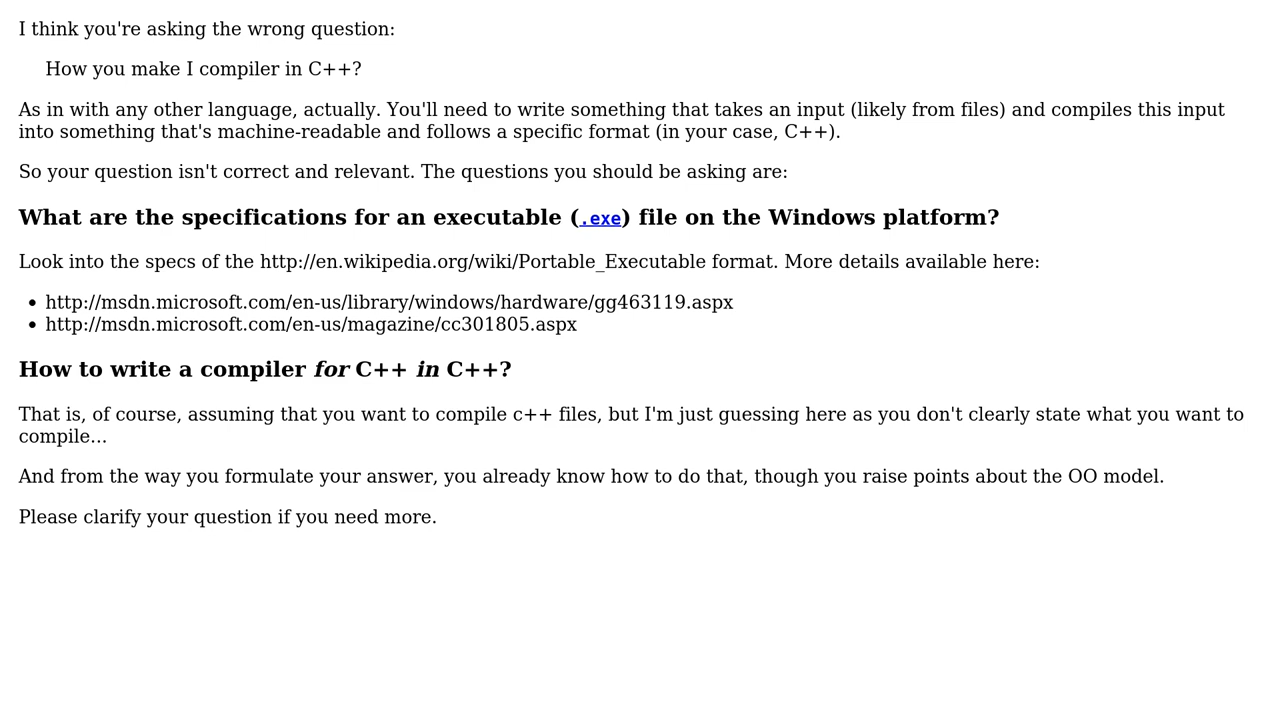 I think you're asking the wrong question:
How you make I compiler in C++?
As in with any other language, actually. You'll need to write something that takes an input (likely from files) and compiles this input
into something that's machine-readable and follows a specific format (in your case, C++).
So your question isn't correct and relevant. The questions you should be asking are:
What are the specifications for an executable (.exe) file on the Windows platform?
Look into the specs of the http://en.wikipedia.org/wiki/Portable_Executable format. More details available here:
• http://msdn.microsoft.com/en-us/library/windows/hardware/gg463119.aspx
• http://msdn.microsoft.com/en-us/magazine/cc301805.aspx
How to write a compiler for C++ in C++?
That is, of course, assuming that you want to compile c++ files, but I'm just guessing here as you don't clearly state what you want to
compile...
And from the way you formulate your answer, you already know how to do that, though you raise points about the OO model.
Please clarify your question if you need more.